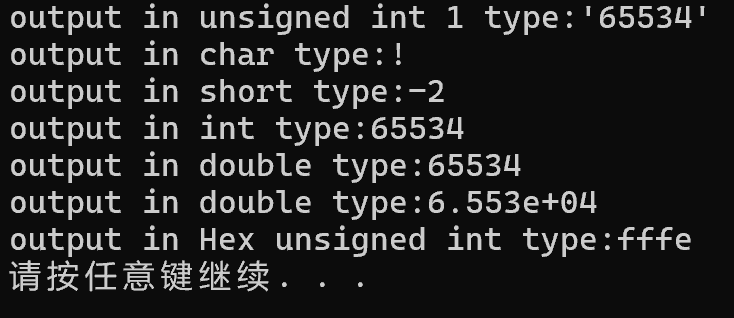 output in unsigned int 1 type:'65534'
output in char type:!
output in short type:-2
output in int type:65534
output in double type:65534
output in double type:6.553e+04
output in Hex unsigned int type:fffe
请按任意键继续. . .